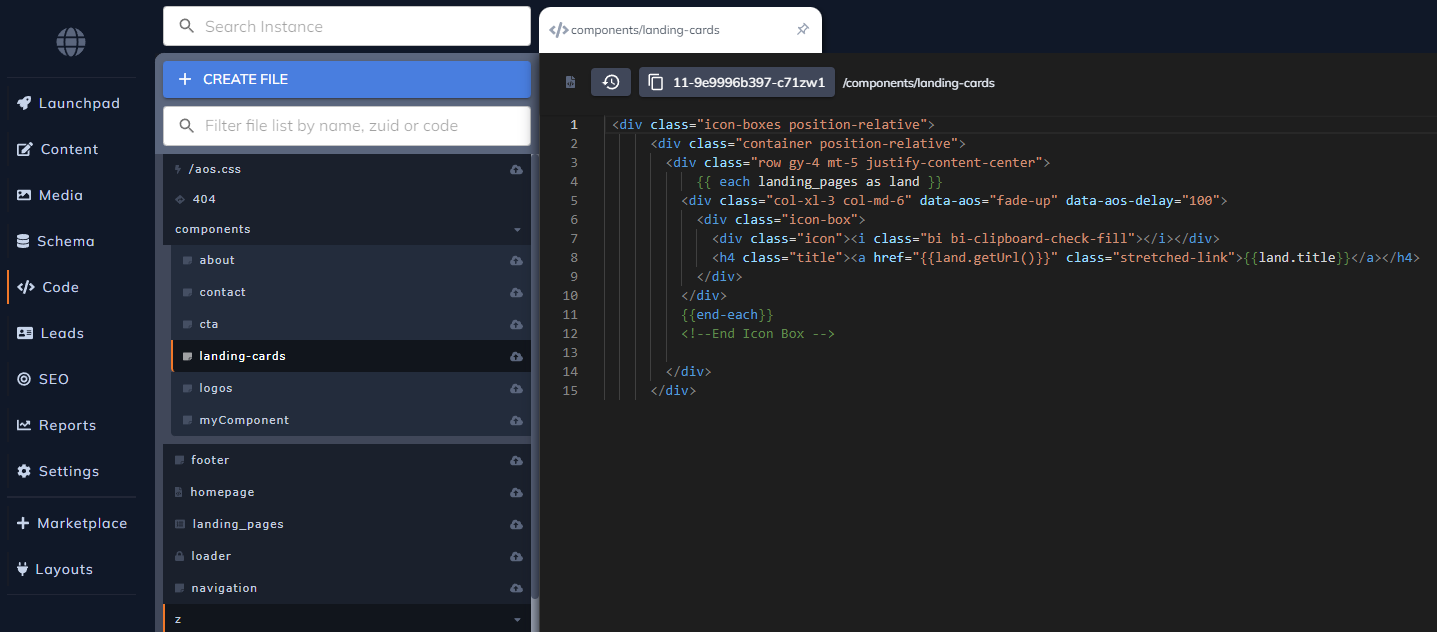 Launchpad
Content
Media
Schema
Code
Leads
SEO
Reports
Settings
Marketplace
Layouts
Search Instance
CREATE FILE
Filter file list by name, zuid or code
/aos.css
404
components
about
contact
cta
landing-cards
logos
myComponent
footer
homepage
landing_pages
loader
navigation
z
components/landing-cards
11-9e9996b397-c71zw1 /components/landing-cards
1 <div class="icon-boxes position-relative">
2 <div class="container position-relative">
3 <div class="row gy-4 mt-5 justify-content-center">
4 {{ each landing_pages as land }}
5 <div class="col-xl-3 col-md-6" data-aos="fade-up" data-aos-delay="100">
6 <div class="icon-box">
7 <div class="icon"><i class="bi bi-clipboard-check-fill"></i></div>
8 <h4 class="title"><a href="{{land.getUrl()}}" class="stretched-link">{{land.title}}</a></h4>
9 </div>
10 </div>
11 {{end-each}}
12 <!--End Icon Box -->
13
14 </div>
15 </div>